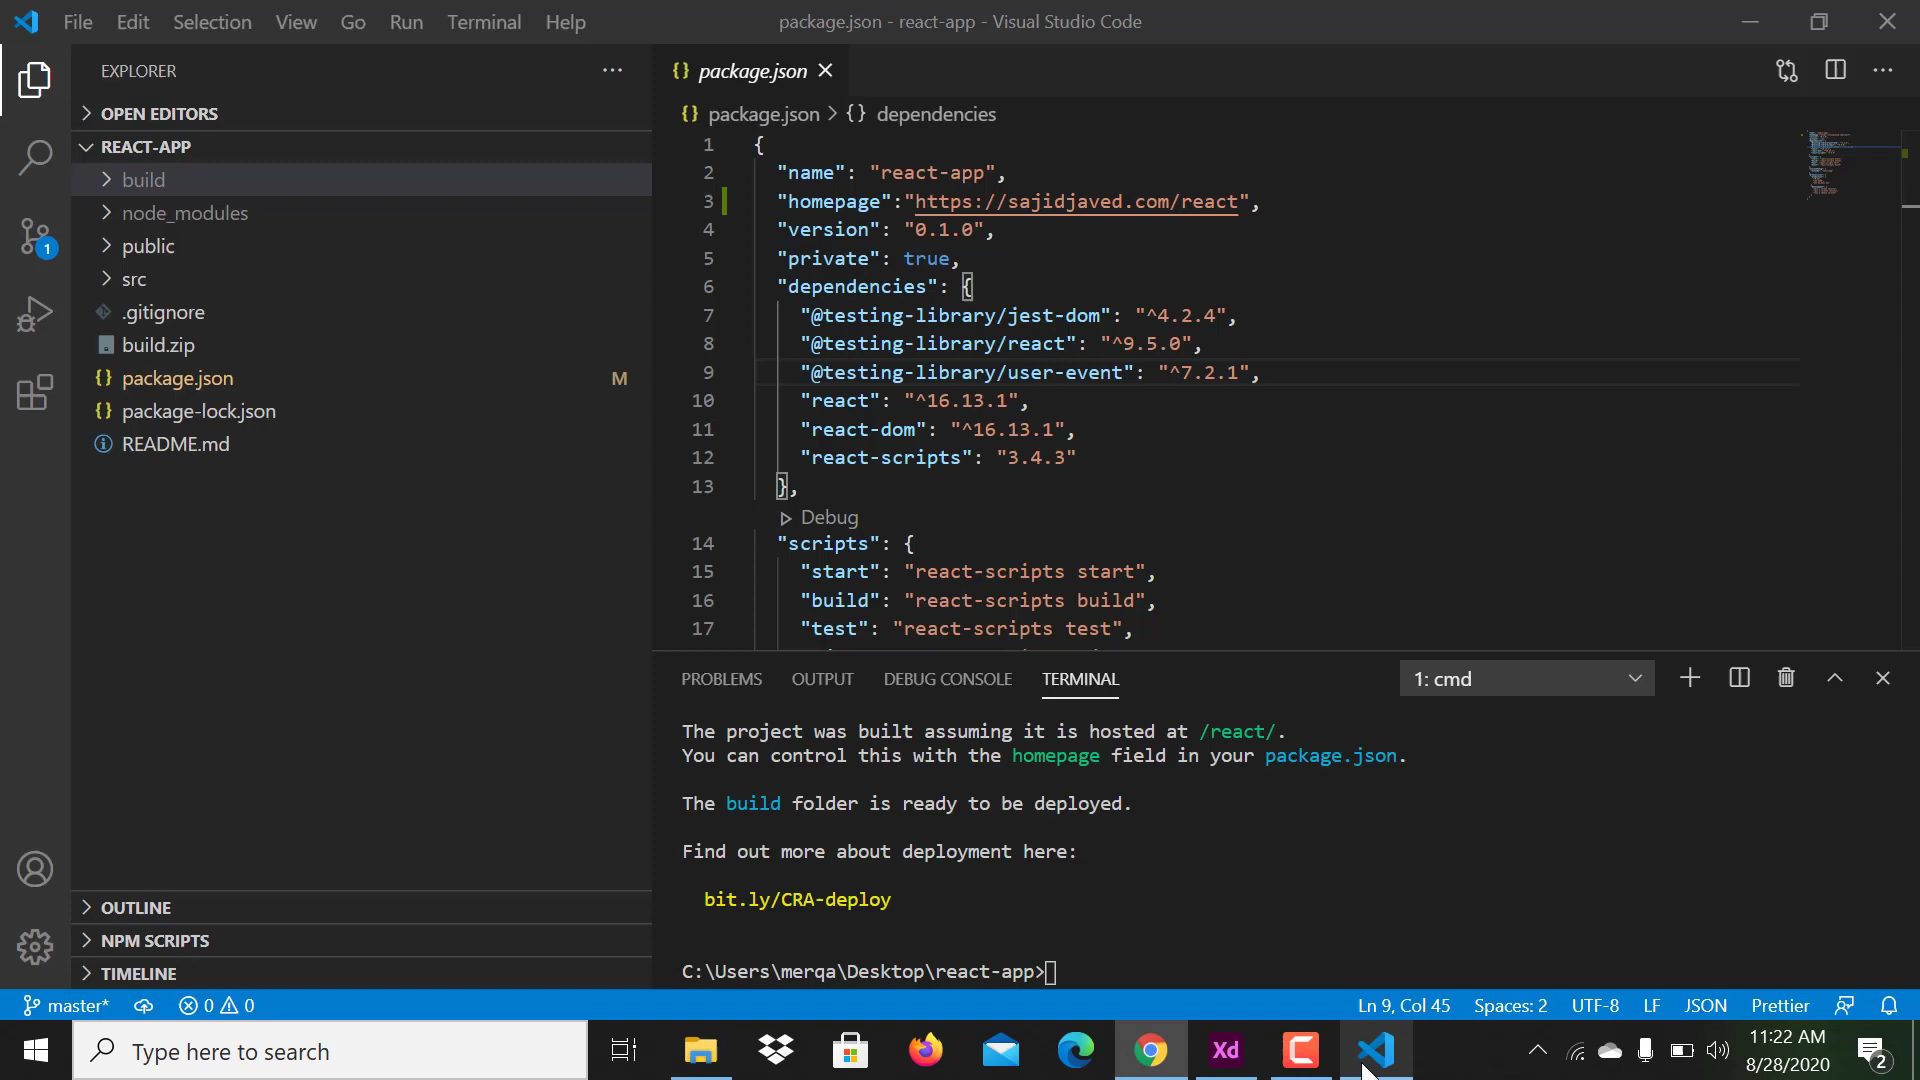 File Edit Selection View Go Run Terminal Help
package.json - react-app - Visual Studio Code
EXPLORER
OPEN EDITORS
REACT-APP
build
node_modules
public
src
.gitignore
build.zip
package.json M
package-lock.json
README.md
OUTLINE
NPM SCRIPTS
TIMELINE
1
{} package.json
{} package.json > {} dependencies
1 {
2 "name": "react-app",
3 "homepage":"https://sajidjaved.com/react",
4 "version": "0.1.0",
5 "private": true,
6 "dependencies": {
7 "@testing-library/jest-dom": "^4.2.4",
8 "@testing-library/react": "^9.5.0",
9 "@testing-library/user-event": "^7.2.1",
10 "react": "^16.13.1",
11 "react-dom": "^16.13.1",
12 "react-scripts": "3.4.3"
13 },
Debug
14 "scripts": {
15 "start": "react-scripts start",
16 "build": "react-scripts build",
17 "test": "react-scripts test",
PROBLEMS OUTPUT DEBUG CONSOLE TERMINAL 1: cmd
The project was built assuming it is hosted at /react/.
You can control this with the homepage field in your package.json.
The build folder is ready to be deployed.
Find out more about deployment here:
bit.ly/CRA-deploy
C:\Users\merqa\Desktop\react-app>
master* 0 0 Ln 9, Col 45 Spaces: 2 UTF-8 LF JSON Prettier
Type here to search
Xd
11:22 AM
8/28/2020
2